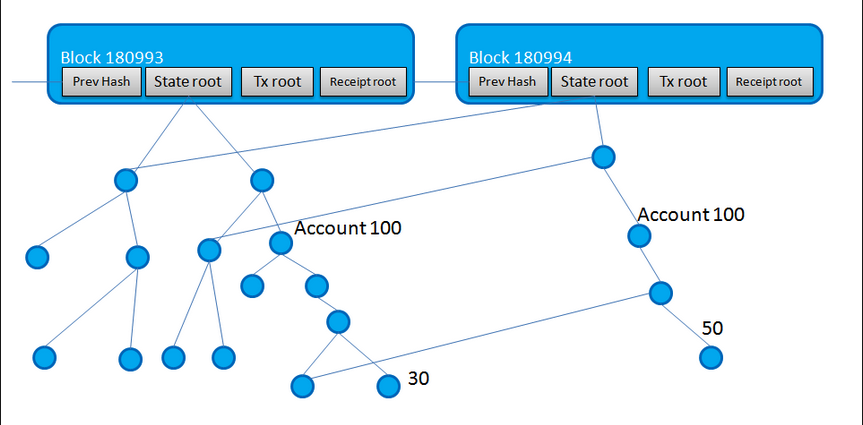 Block 180993
Prev Hash State root Tx root Receipt root
Block 180994
Prev Hash State root Tx root Receipt root
Account 100
Account 100
50
30